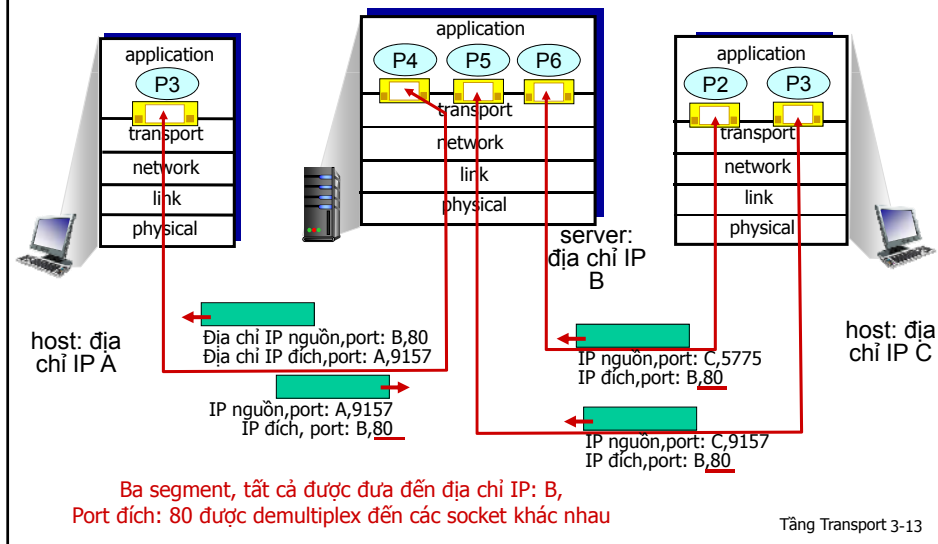 application
P3
transport
network
link
physical
host: địa
chỉ IP A
application
P4 P5 P6
transport
network
link
physical
server:
địa chỉ IP
B
application
P2 P3
transport
network
link
physical
host: địa
chỉ IP C
Địa chỉ IP nguồn,port: B,80
Địa chỉ IP đích,port: A,9157
IP nguồn,port: A,9157
IP đích, port: B,80
IP nguồn,port: C,5775
IP đích,port: B,80
IP nguồn,port: C,9157
IP đích,port: B,80
Ba segment, tất cả được đưa đến địa chỉ IP: B,
Port đích: 80 được demultiplex đến các socket khác nhau
Tầng Transport 3-13